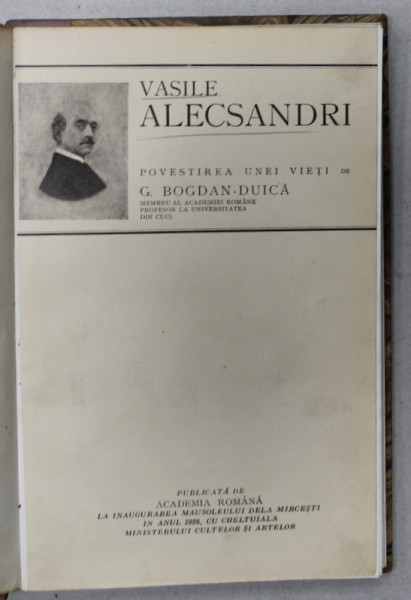 VASILE
ALECSANDRI
POVESTIREA UNEI VIEȚI DE
G. BOGDAN-DUICĂ
MEMBRU AL ACADEMIEI ROMÂNE
PROFESOR LA UNIVERSITATEA
DIN CLUJ
PUBLICATĂ DE
ACADEMIA ROMÂNĂ
LA INAUGURAREA MAUSOLEULUI DELA MIRCEȘTI
IN ANUL 1926, CU CHELTUIALA
MINISTERULUI CULTELOR ȘI ARTELOR